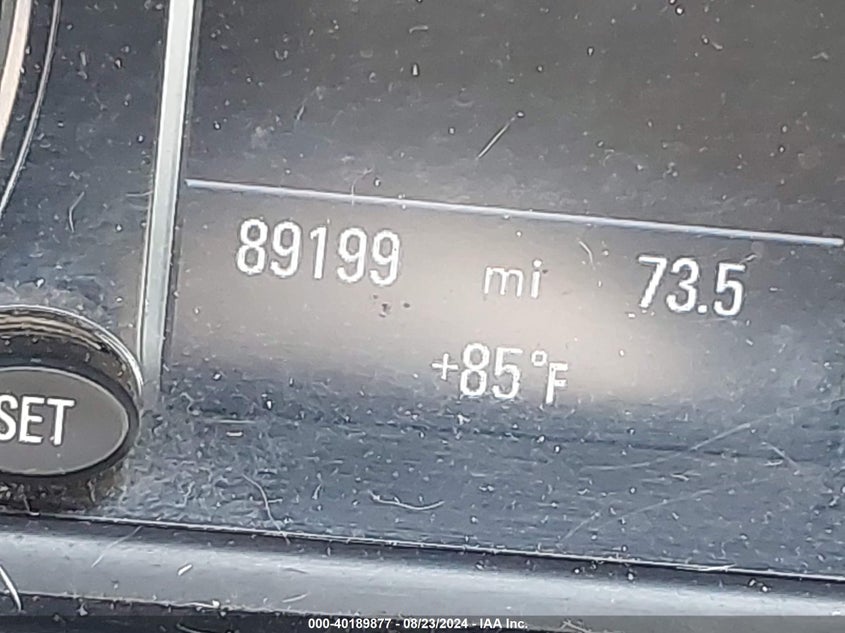 89199 mi 73.5
+85°F
SET
000-40189877 - 08/23/2024 - IAA Inc.